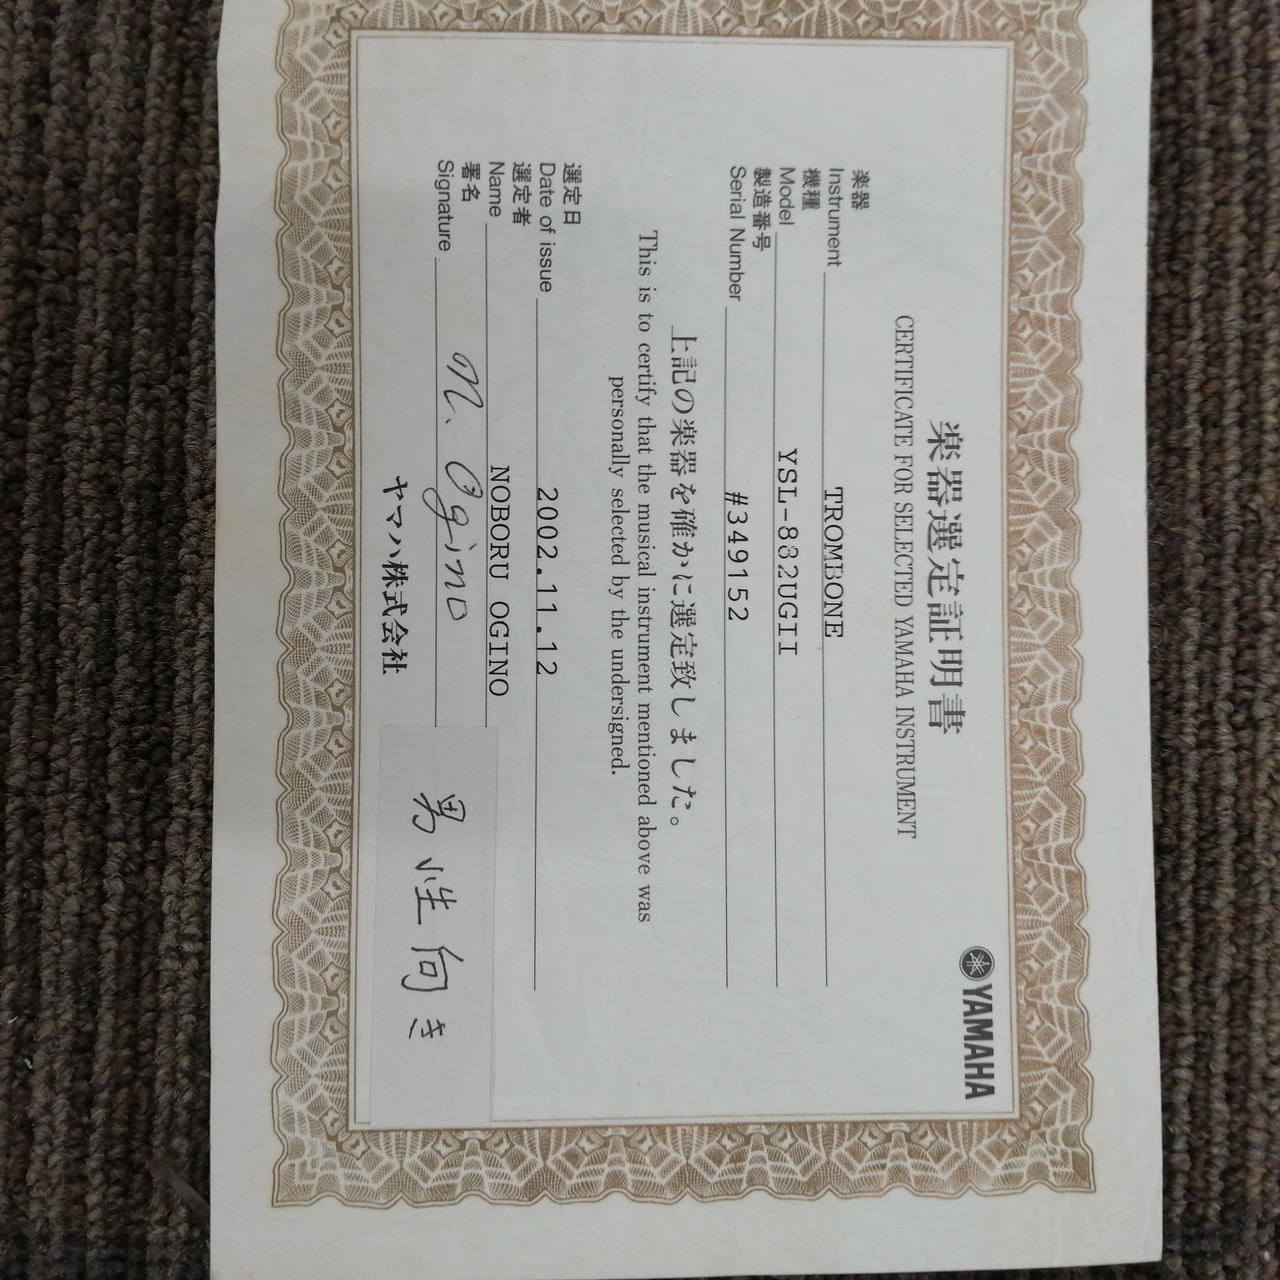 YAMAHA
楽器選定証明書
CERTIFICATE FOR SELECTED YAMAHA INSTRUMENT
楽器
Instrument TROMBONE
機種
Model YSL-882UGII
製造番号
Serial Number #349152
上記の楽器を確かに選定致しました。
This is to certify that the musical instrument mentioned above was
personally selected by the undersigned.
選定日
Date of issue 2002.11.12
選定者
Name NOBORU OGINO
署名
Signature N. Ogino
ヤマハ株式会社
男性向き